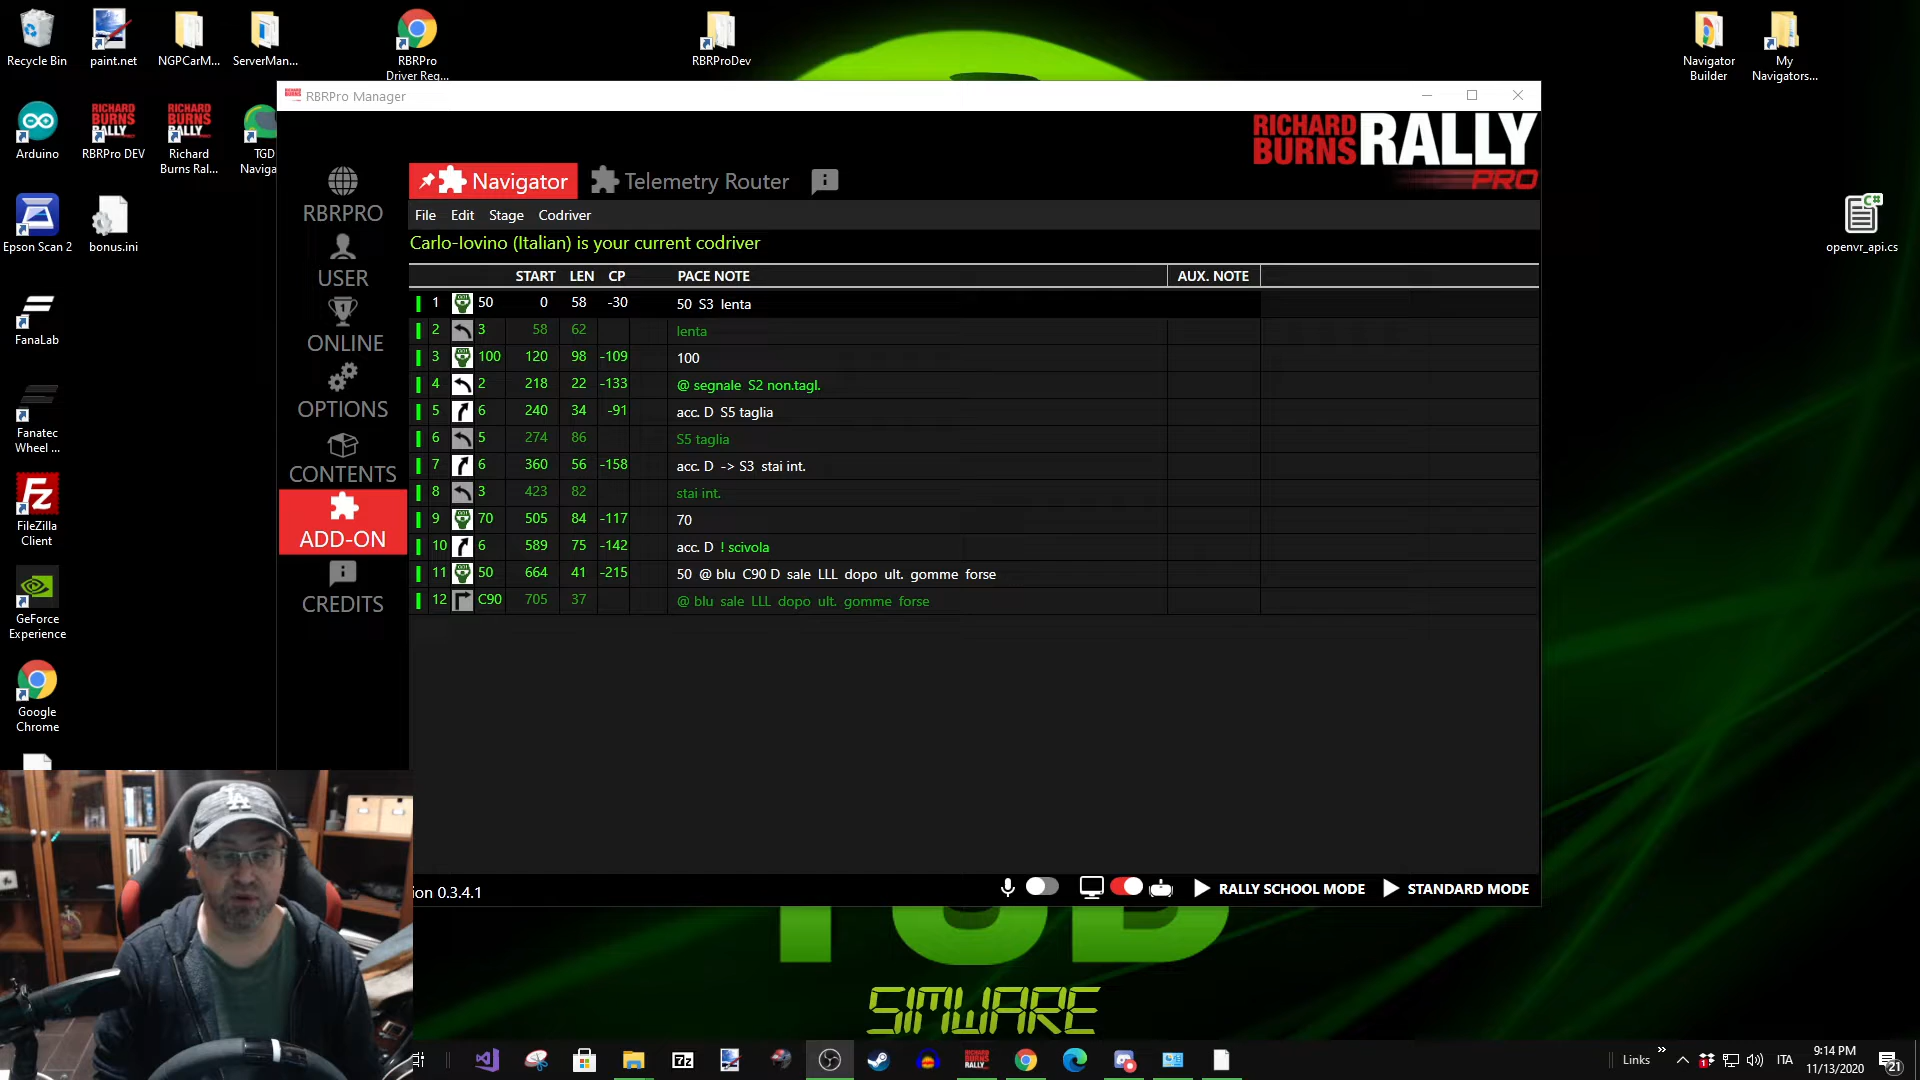 Recycle Bin
paint.net
NGPCarM...
ServerMan...
RBRPro
Driver Reg...
RBRProDev
Navigator
Builder
My
Navigators...
Arduino
RBRPro DEV
Richard
Burns Ral...
TGD
Naviga
Epson Scan 2
bonus.ini
openvr_api.cs
FanaLab
Fanatec
Wheel ...
FileZilla
Client
GeForce
Experience
Google
Chrome
RBRPro Manager
RICHARD
BURNS
RALLY
PRO
RBRPRO
USER
ONLINE
OPTIONS
CONTENTS
ADD-ON
CREDITS
Navigator
Telemetry Router
File Edit Stage Codriver
Carlo-Iovino (Italian) is your current codriver
START LEN CP PACE NOTE AUX. NOTE
1 50 0 58 -30 50 S3 lenta
2 3 58 62 lenta
3 100 120 98 -109 100
4 2 218 22 -133 @ segnale S2 non.tagl.
5 6 240 34 -91 acc. D S5 taglia
6 5 274 86 S5 taglia
7 6 360 56 -158 acc. D -> S3 stai int.
8 3 423 82 stai int.
9 70 505 84 -117 70
10 6 589 75 -142 acc. D ! scivola
11 50 664 41 -215 50 @ blu C90 D sale LLL dopo ult. gomme forse
12 C90 705 37 @ blu sale LLL dopo ult. gomme forse
ion 0.3.4.1
RALLY SCHOOL MODE
STANDARD MODE
SIMWARE
Links
ITA
9:14 PM
11/13/2020
21